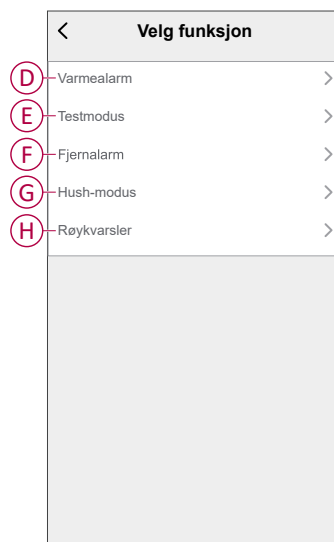 Velg funksjon
D Varmealarm
E Testmodus
F Fjernalarm
G Hush-modus
H Røykvarsler